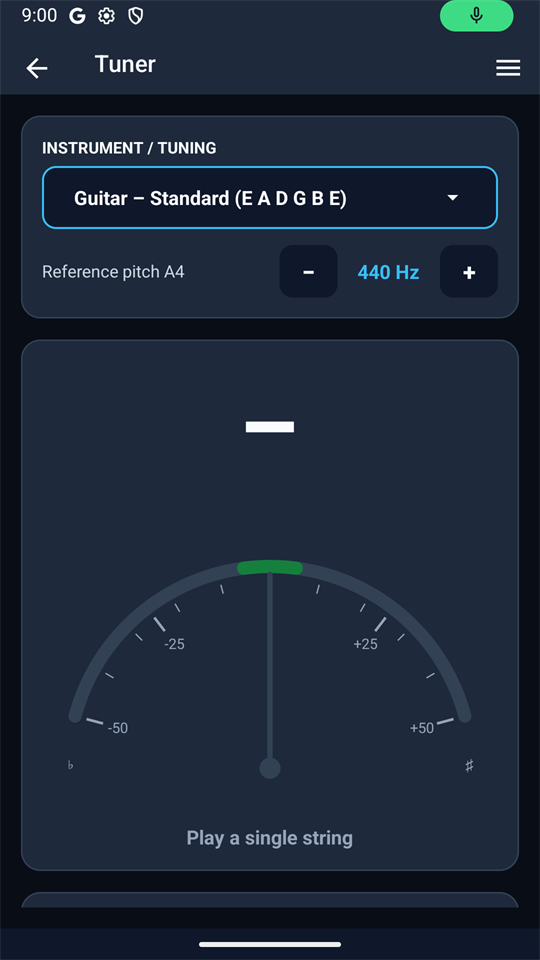 9:00
Tuner
INSTRUMENT / TUNING
Guitar – Standard (E A D G B E)
Reference pitch A4
−
440 Hz
+
–
-25
+25
-50
+50
♭
♯
Play a single string